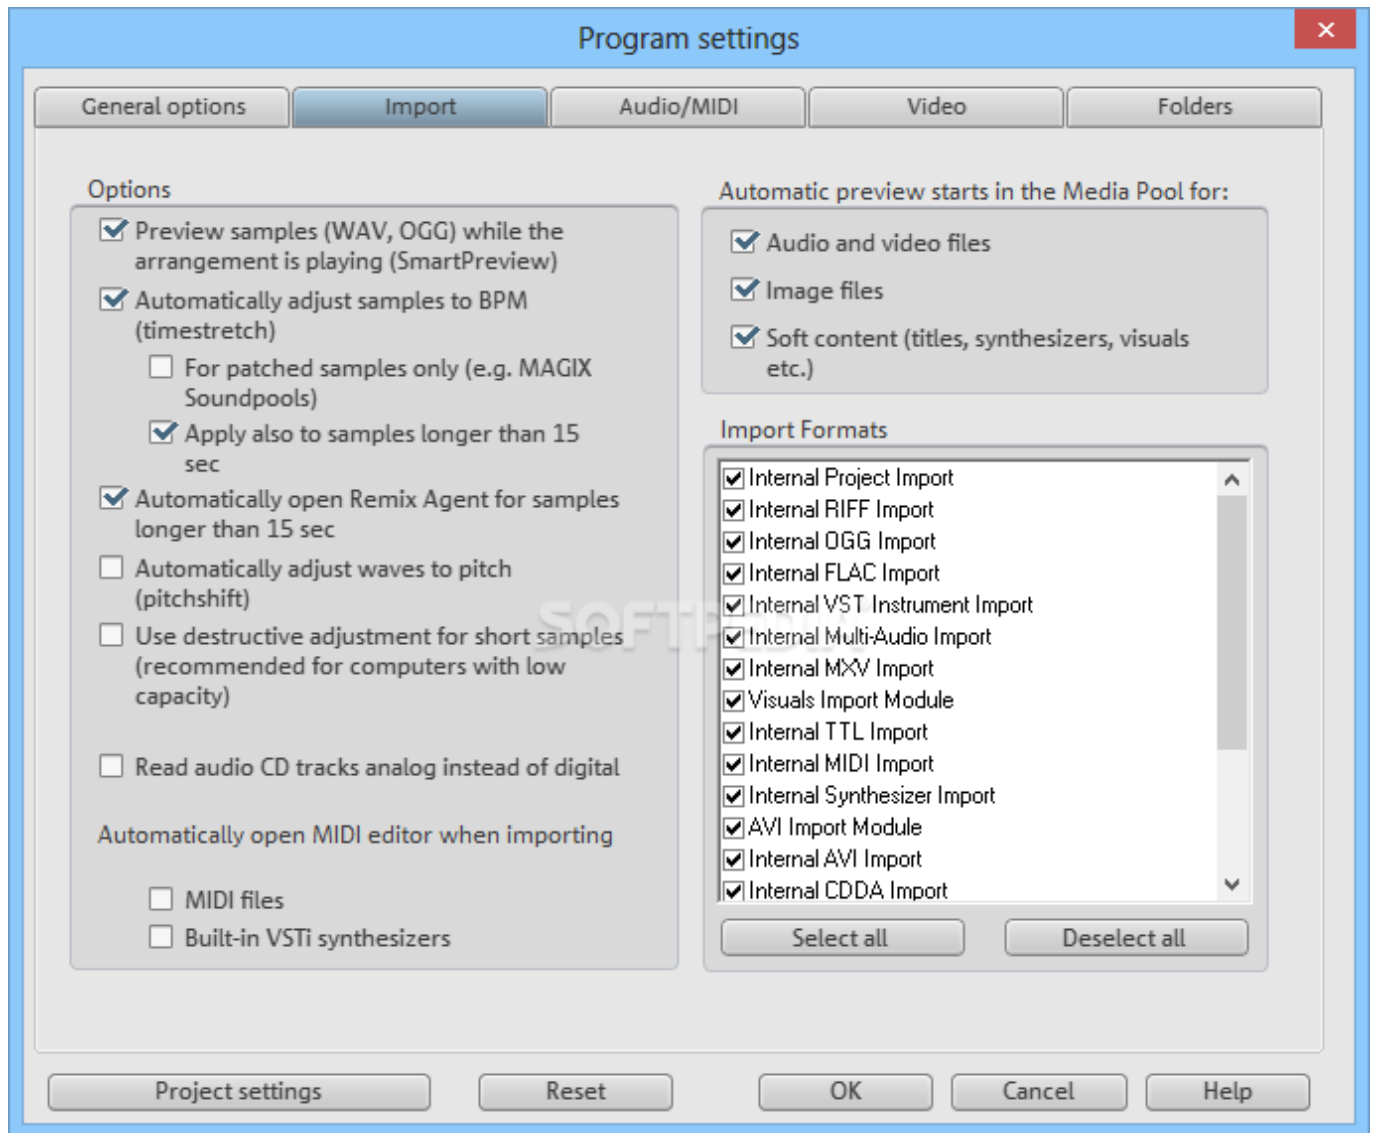 Program settings
General options
Import
Audio/MIDI
Video
Folders
Options
Preview samples (WAV, OGG) while the
arrangement is playing (SmartPreview)
Automatically adjust samples to BPM
(timestretch)
For patched samples only (e.g. MAGIX
Soundpools)
Apply also to samples longer than 15
sec
Automatically open Remix Agent for samples
longer than 15 sec
Automatically adjust waves to pitch
(pitchshift)
Use destructive adjustment for short samples
(recommended for computers with low
capacity)
Read audio CD tracks analog instead of digital
Automatically open MIDI editor when importing
MIDI files
Built-in VSTi synthesizers
Automatic preview starts in the Media Pool for:
Audio and video files
Image files
Soft content (titles, synthesizers, visuals
etc.)
Import Formats
Internal Project Import
Internal RIFF Import
Internal OGG Import
Internal FLAC Import
Internal VST Instrument Import
Internal Multi-Audio Import
Internal MXV Import
Visuals Import Module
Internal TTL Import
Internal MIDI Import
Internal Synthesizer Import
AVI Import Module
Internal AVI Import
Internal CDDA Import
Select all
Deselect all
SOFTPEDIA
Project settings
Reset
OK
Cancel
Help